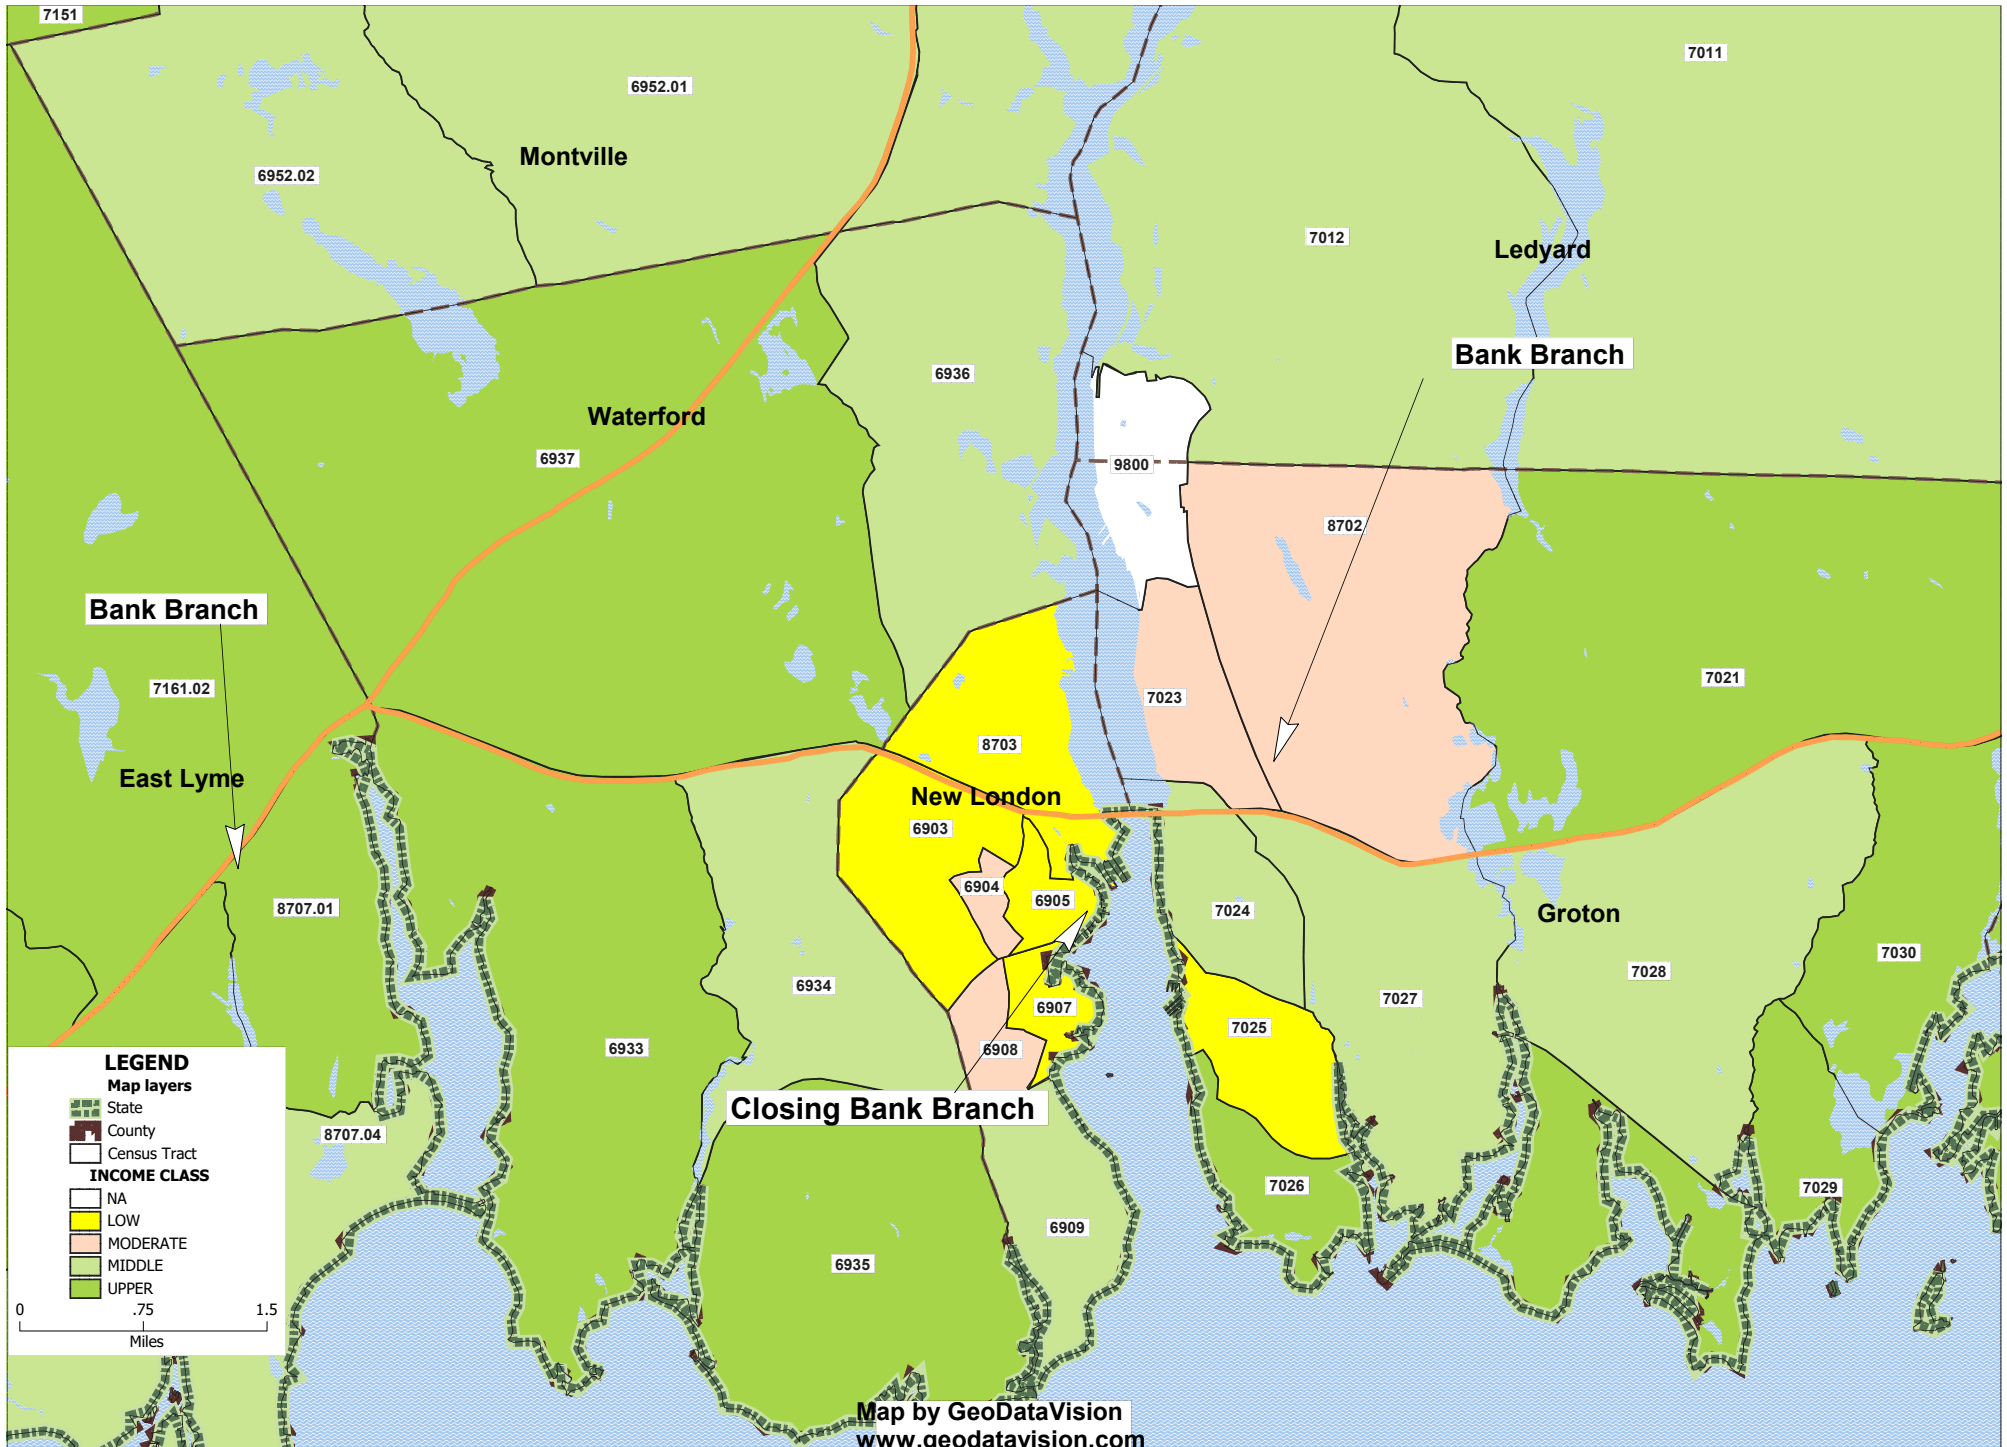 7151
7011
6952.01
Montville
6952.02
7012
Ledyard
Bank Branch
6936
Waterford
6937
9800
8702
Bank Branch
7161.02
7023
7021
8703
East Lyme
New London
6903
6904
6905
8707.01
7024
Groton
7030
7028
6934
7027
6907
7025
6933
6908
Closing Bank Branch
8707.04
7026
7029
6909
6935
LEGEND
Map layers
State
County
Census Tract
INCOME CLASS
NA
LOW
MODERATE
MIDDLE
UPPER
0 .75 1.5
Miles
Map by GeoDataVision
www.geodatavision.com